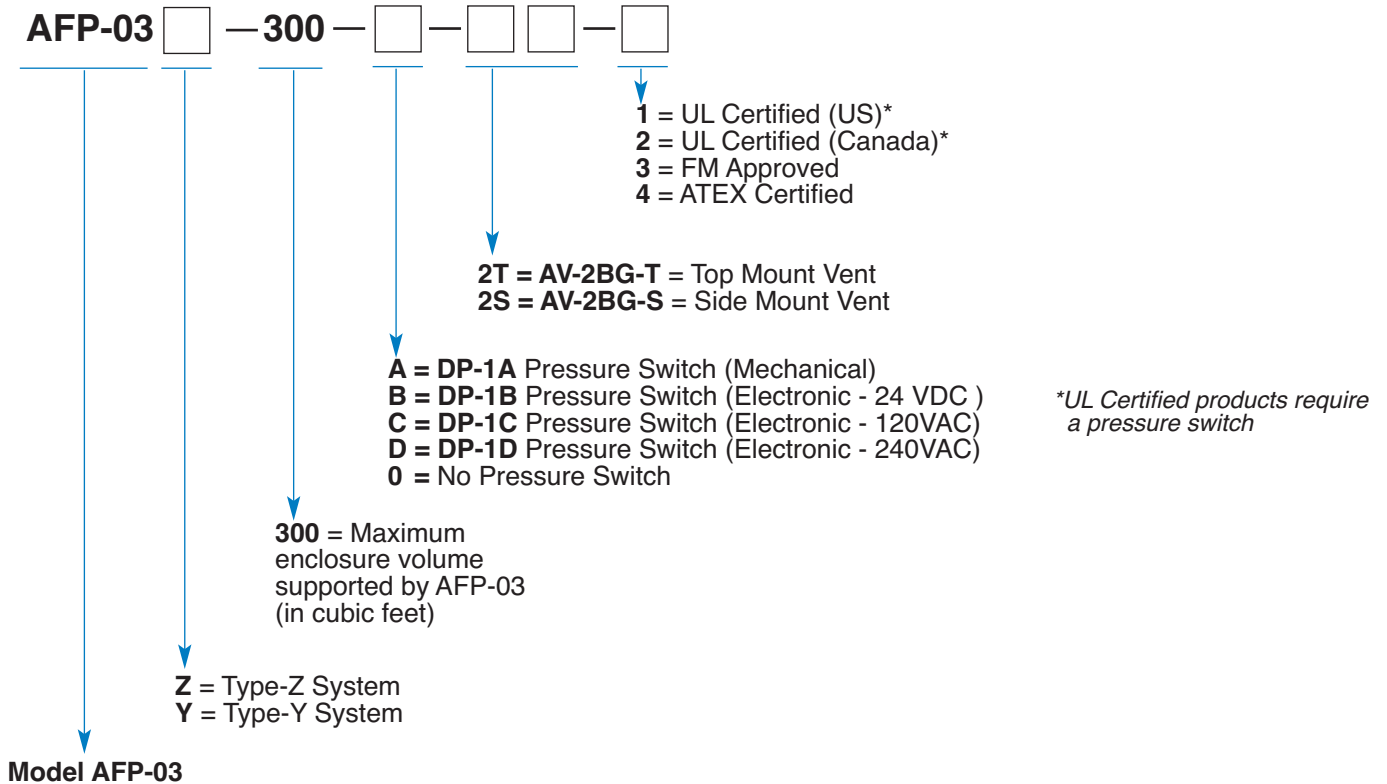 AFP-03 — 300 — — —
1 = UL Certified (US)*
2 = UL Certified (Canada)*
3 = FM Approved
4 = ATEX Certified
2T = AV-2BG-T = Top Mount Vent
2S = AV-2BG-S = Side Mount Vent
A = DP-1A Pressure Switch (Mechanical)
B = DP-1B Pressure Switch (Electronic - 24 VDC )
C = DP-1C Pressure Switch (Electronic - 120VAC)
D = DP-1D Pressure Switch (Electronic - 240VAC)
0 = No Pressure Switch
*UL Certified products require
a pressure switch
300 = Maximum
enclosure volume
supported by AFP-03
(in cubic feet)
Z = Type-Z System
Y = Type-Y System
Model AFP-03